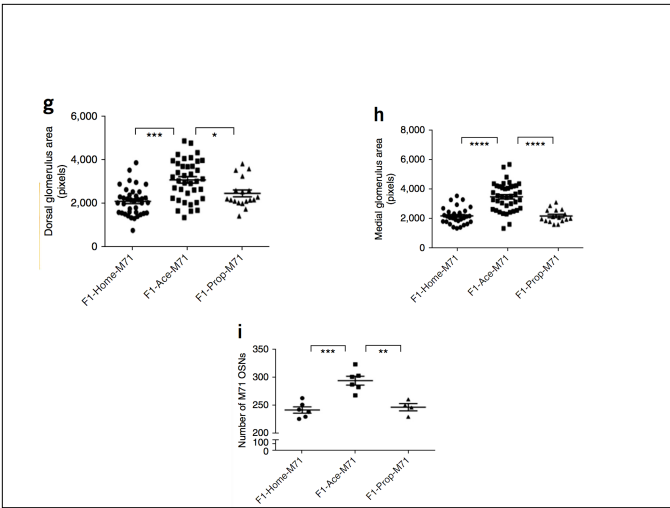 g
Dorsal glomerulus area
(pixels)
6,000
4,000
2,000
0
***
*
F1-Home-M71
F1-Ace-M71
F1-Prop-M71
h
Medial glomerulus area
(pixels)
8,000
6,000
4,000
2,000
0
****
****
F1-Home-M71
F1-Ace-M71
F1-Prop-M71
i
Number of M71 OSNs
350
300
250
200
100
0
***
**
F1-Home-M71
F1-Ace-M71
F1-Prop-M71